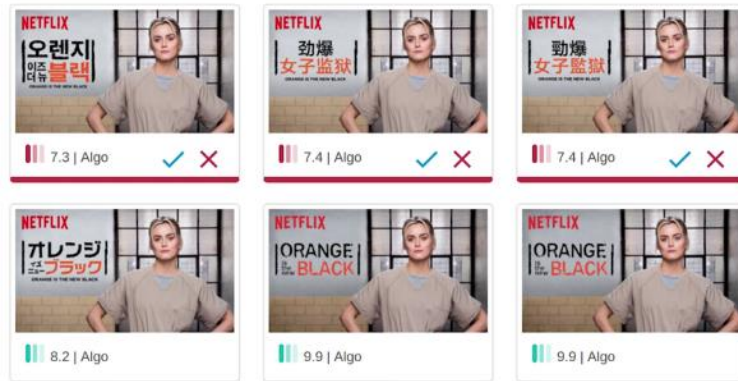 NETFLIX
오렌지
이즈
더 뉴 블랙
ORANGE IS THE NEW BLACK
7.3 | Algo
NETFLIX
劲爆
女子监狱
ORANGE IS THE NEW BLACK
7.4 | Algo
NETFLIX
勁爆
女子監獄
ORANGE IS THE NEW BLACK
7.4 | Algo
NETFLIX
オレンジ
イズ
ニュー ブラック
ORANGE IS THE NEW BLACK
8.2 | Algo
NETFLIX
ORANGE
is
the
new BLACK
9.9 | Algo
NETFLIX
ORANGE
is
the
new BLACK
9.9 | Algo